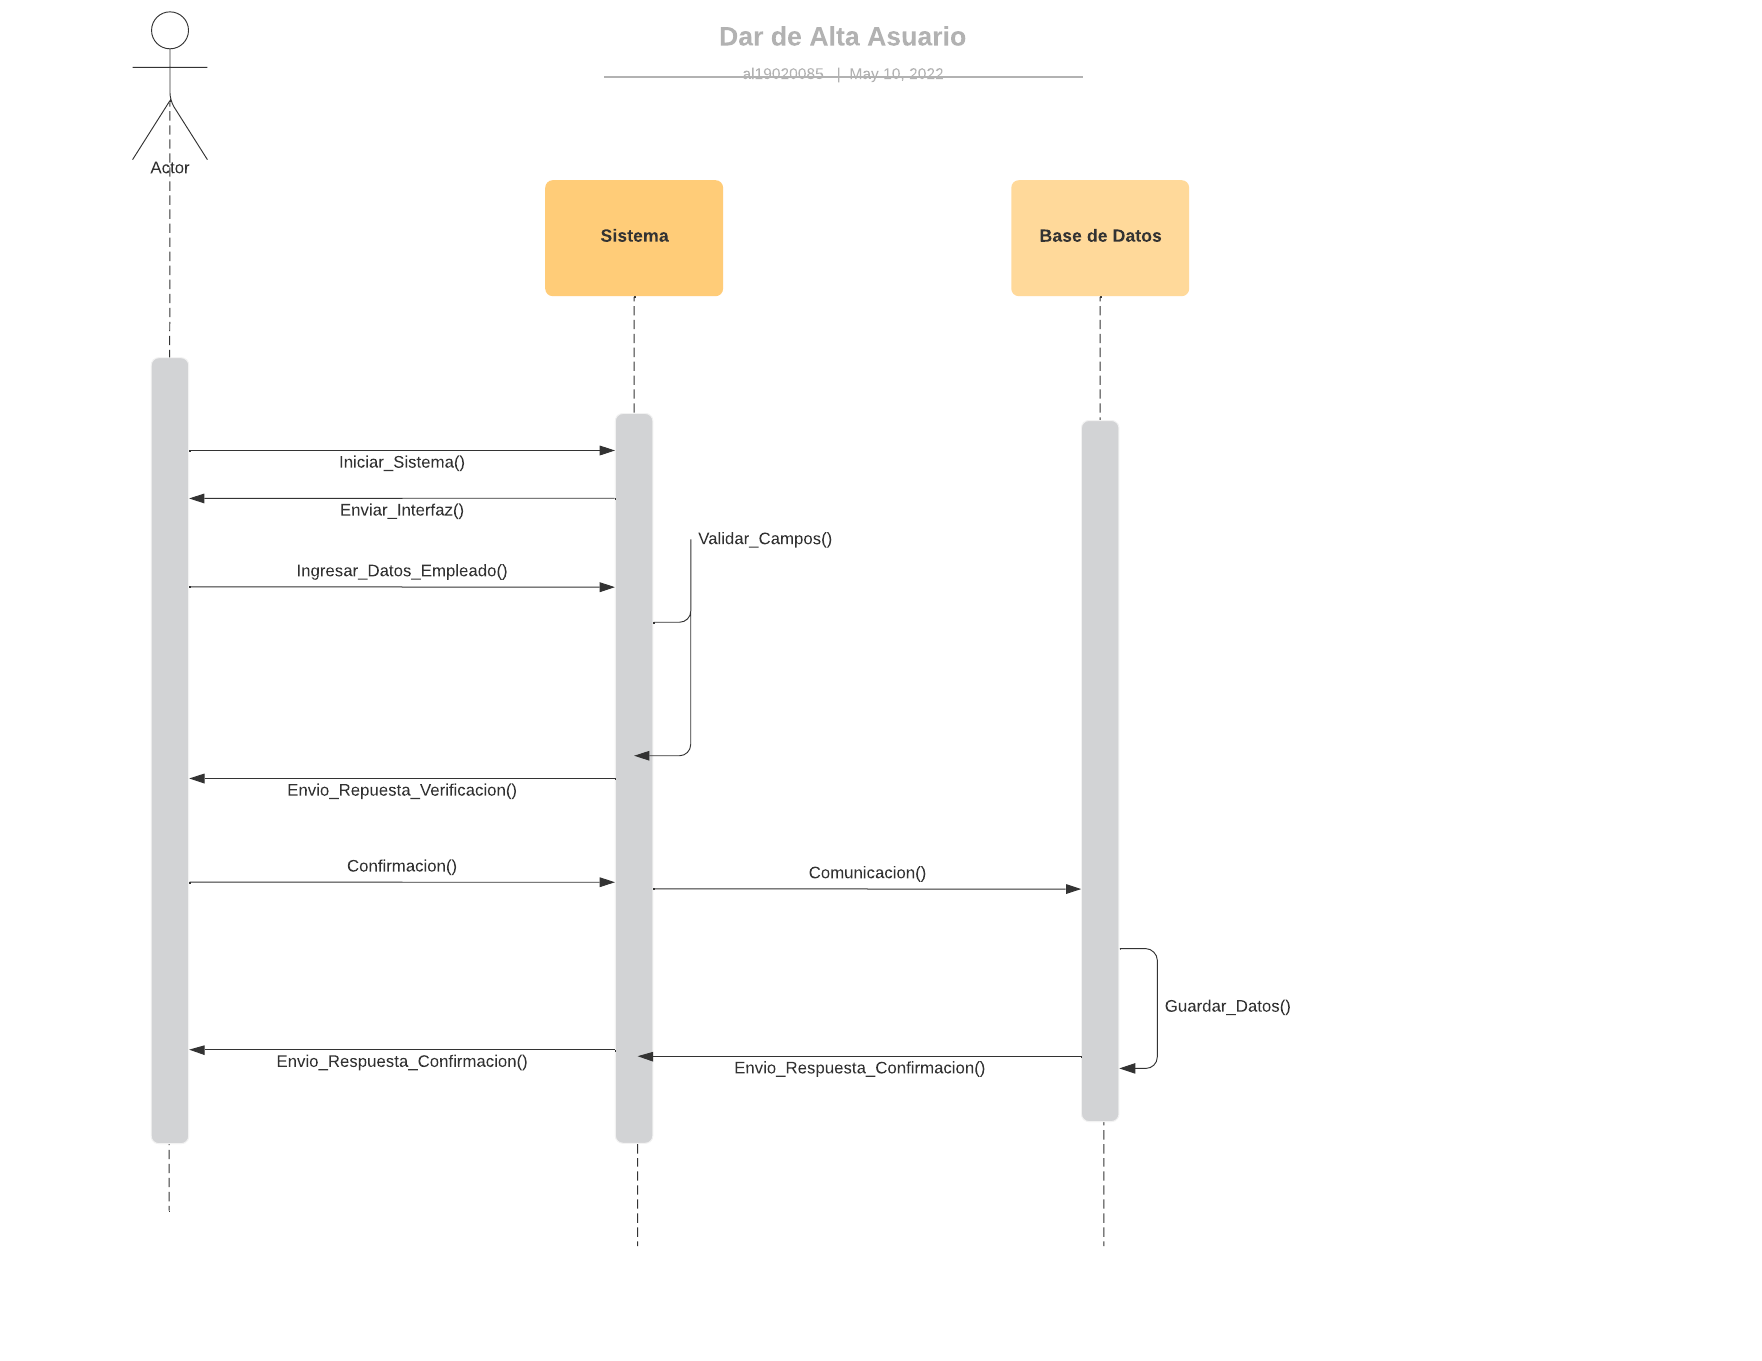 Dar de Alta Asuario
al19020085 | May 10, 2022
Actor
Sistema
Base de Datos
Iniciar_Sistema()
Enviar_Interfaz()
Validar_Campos()
Ingresar_Datos_Empleado()
Envio_Repuesta_Verificacion()
Confirmacion()
Comunicacion()
Guardar_Datos()
Envio_Respuesta_Confirmacion()
Envio_Respuesta_Confirmacion()